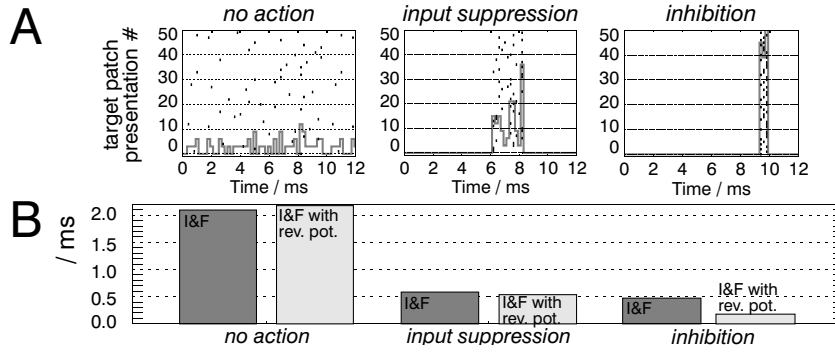 A
no action
input suppression
inhibition
target patch
presentation #
50
40
30
20
10
0
0 2 4 6 8 10 12
Time / ms
50
40
30
20
10
0
0 2 4 6 8 10 12
Time / ms
50
40
30
20
10
0
0 2 4 6 8 10 12
Time / ms
B
/ ms
2.0
1.5
1.0
0.5
0.0
I&F
I&F with
rev. pot.
I&F
I&F with
rev. pot.
I&F
I&F with
rev. pot.
no action
input suppression
inhibition